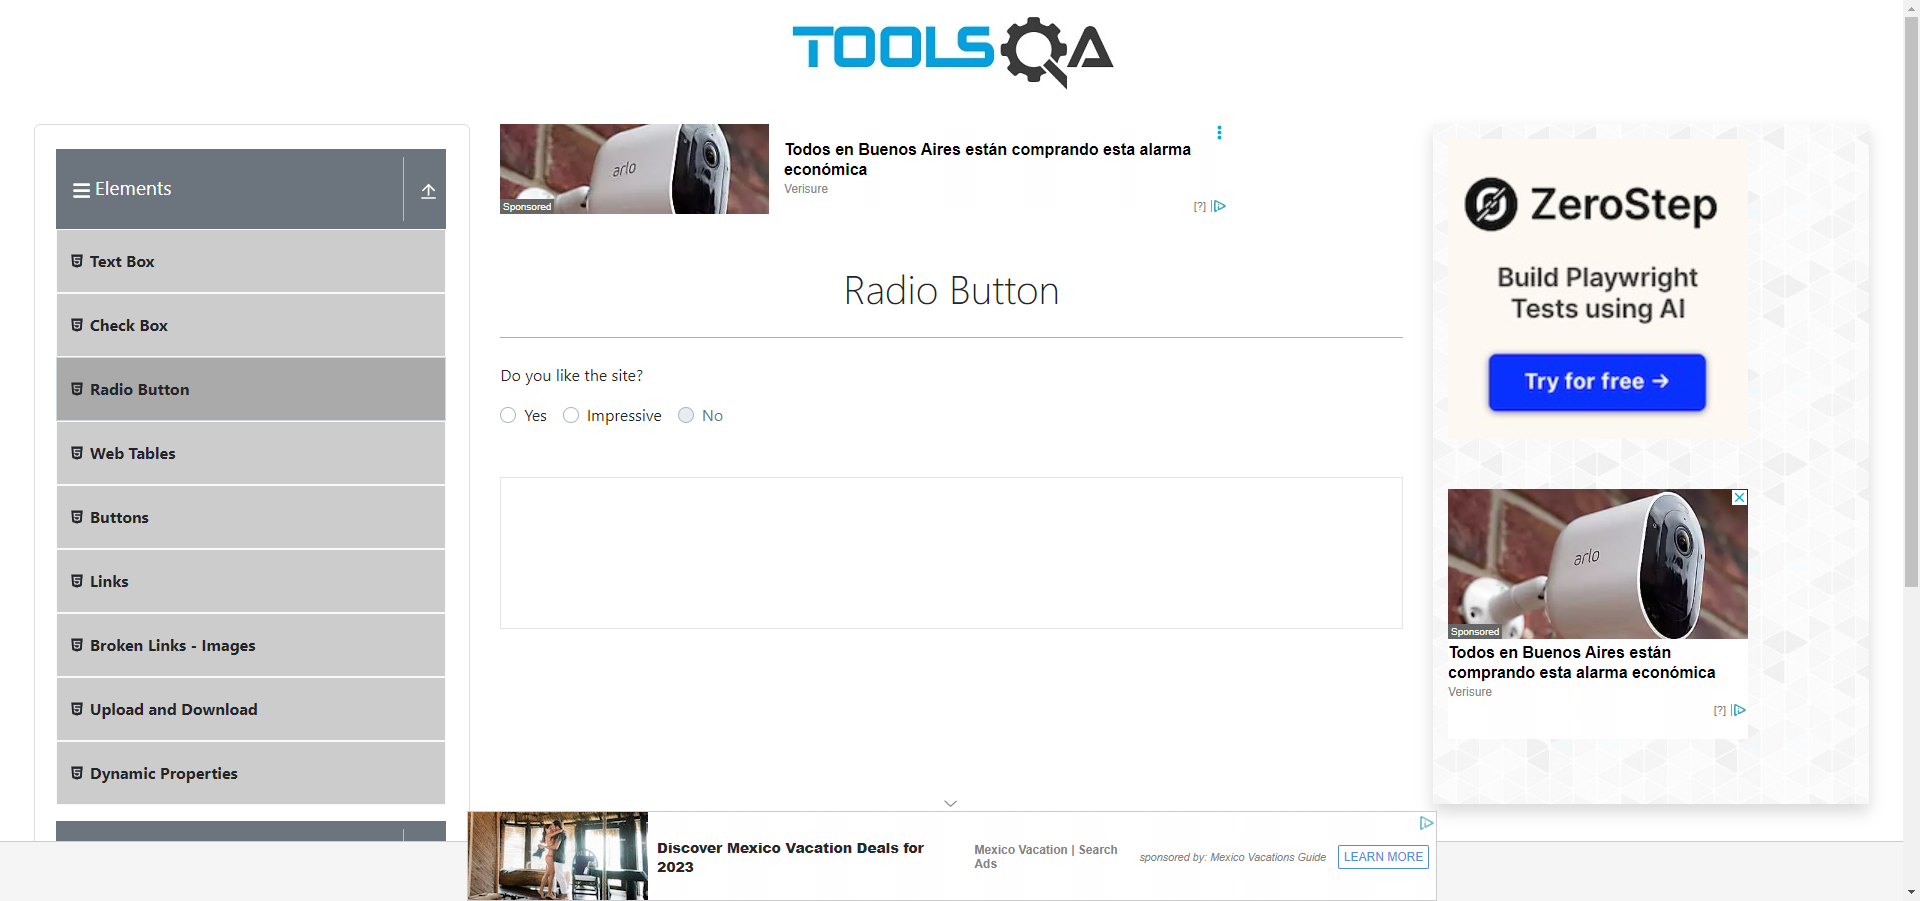 TOOLSQA
Elements
Text Box
Check Box
Radio Button
Web Tables
Buttons
Links
Broken Links - Images
Upload and Download
Dynamic Properties
arlo
Sponsored
Todos en Buenos Aires están comprando esta alarma
económica
Verisure
[?]
Radio Button
Do you like the site?
Yes
Impressive
No
ZeroStep
Build Playwright
Tests using AI
Try for free →
arlo
Sponsored
Todos en Buenos Aires están
comprando esta alarma económica
Verisure
[?]
Discover Mexico Vacation Deals for
2023
Mexico Vacation | Search
Ads
sponsored by: Mexico Vacations Guide
LEARN MORE